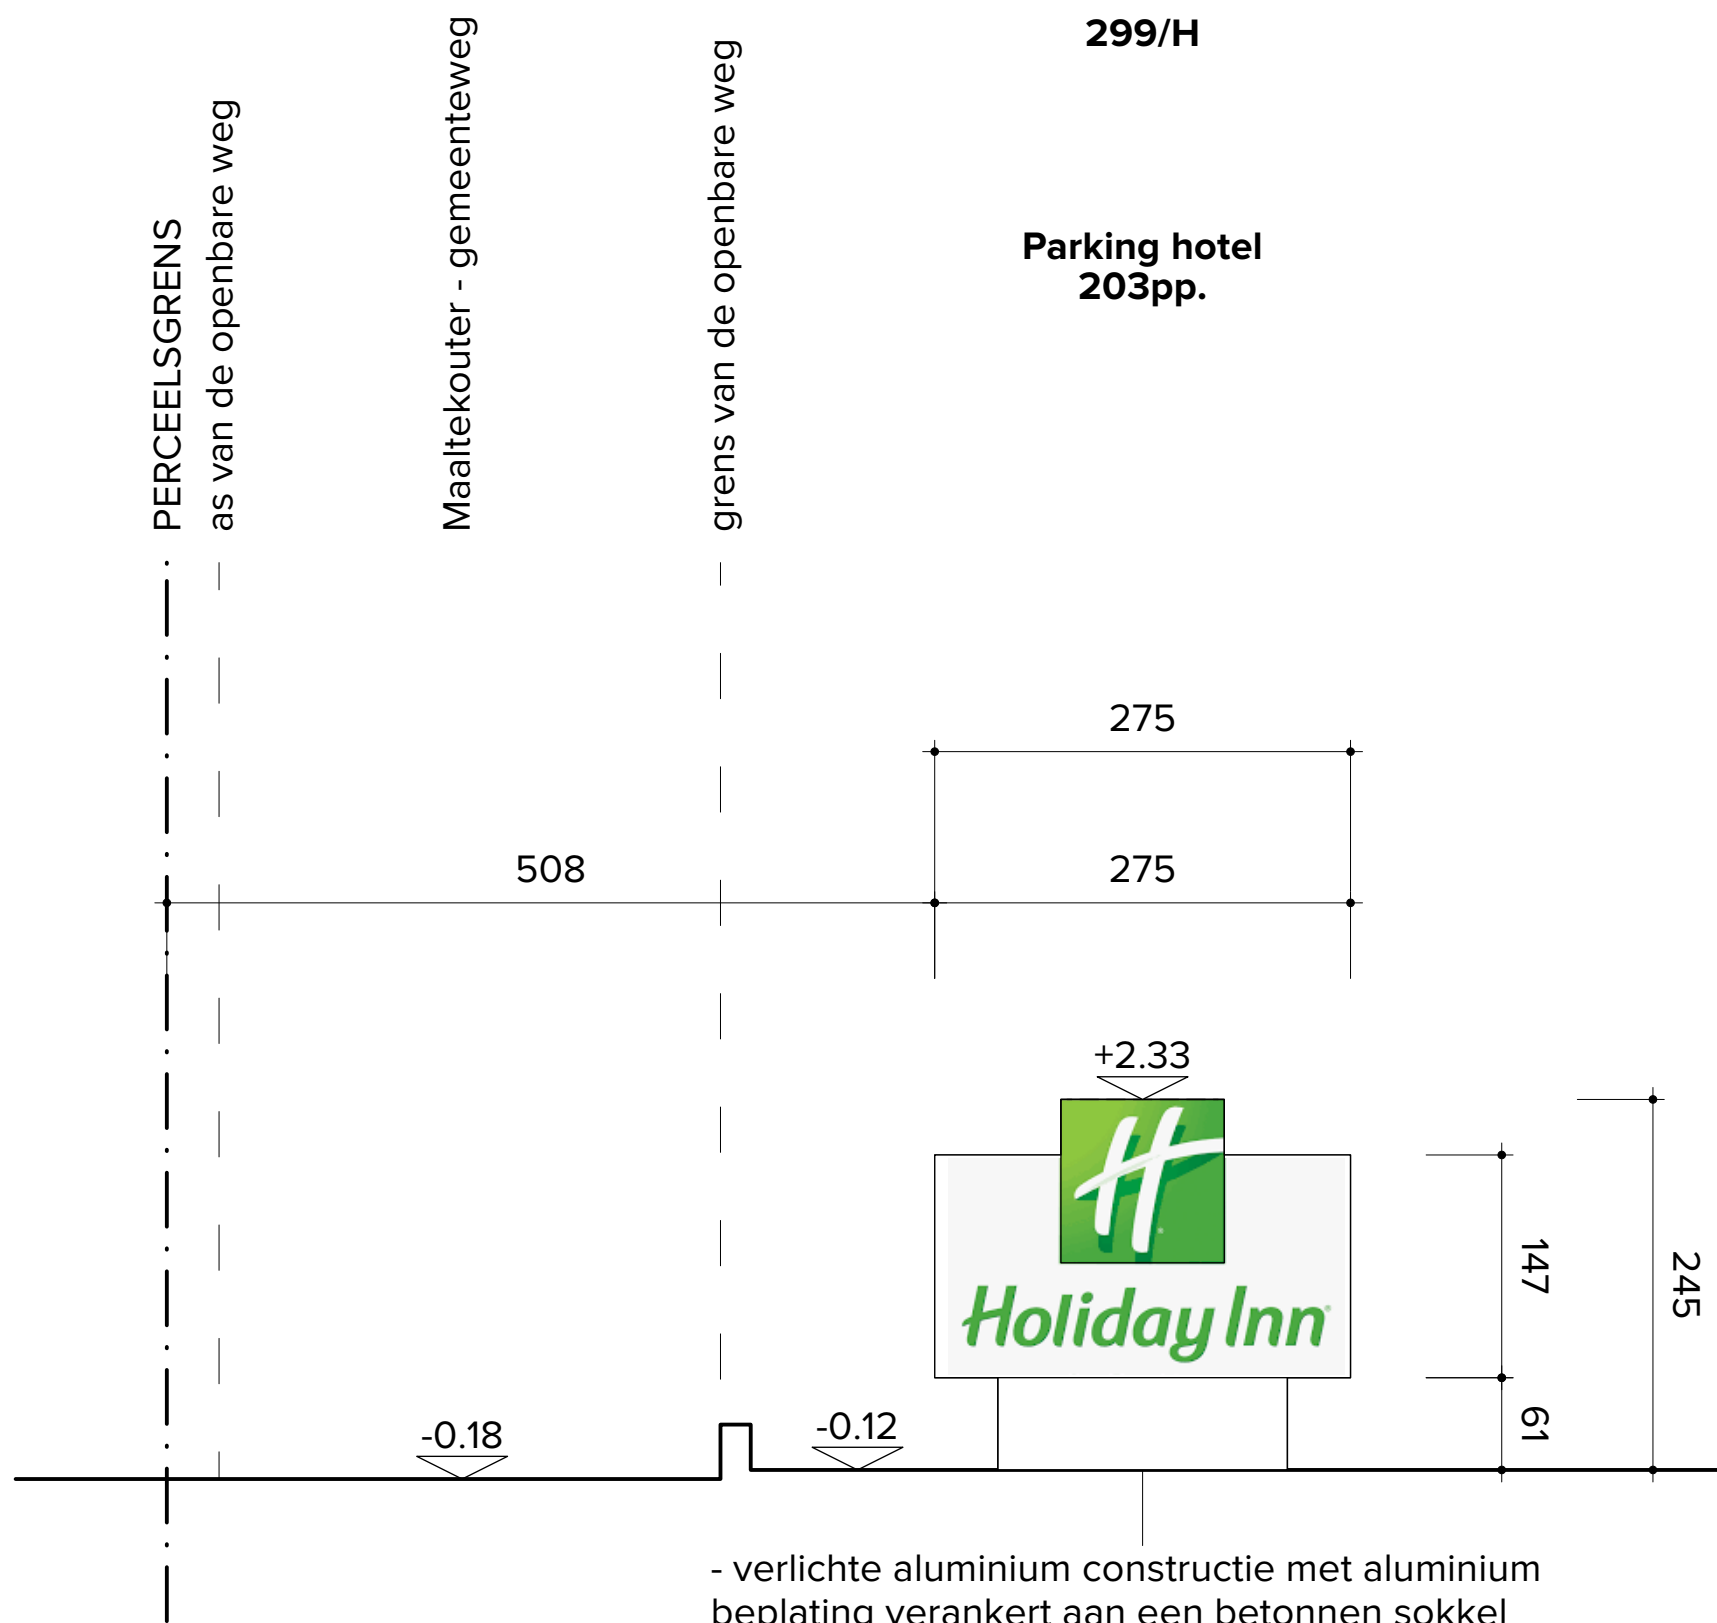 299/H
PERCEELSGRENS
as van de openbare weg
Maaltekouter - gemeenteweg
grens van de openbare weg
Parking hotel
203pp.
275
508
275
+2.33
H
Holiday Inn
147
245
61
-0.18
-0.12
- verlichte aluminium constructie met aluminium
beplating verankert aan een betonnen sokkel